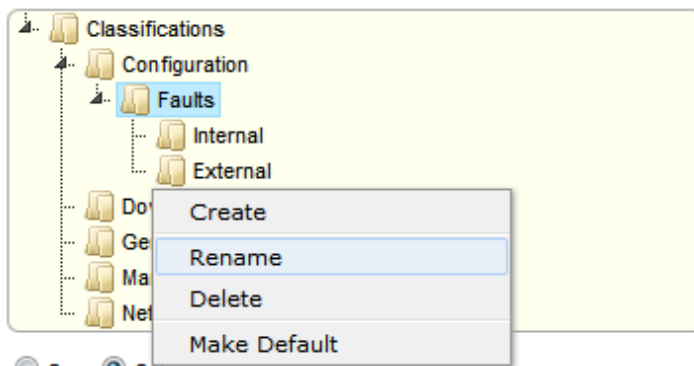 Classifications
Configuration
Faults
Internal
External
Create
Rename
Delete
Make Default